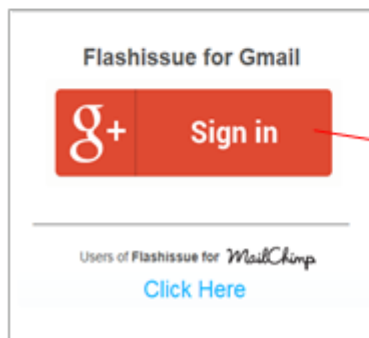 Flashissue for Gmail
g+ Sign in
Users of Flashissue for MailChimp
Click Here